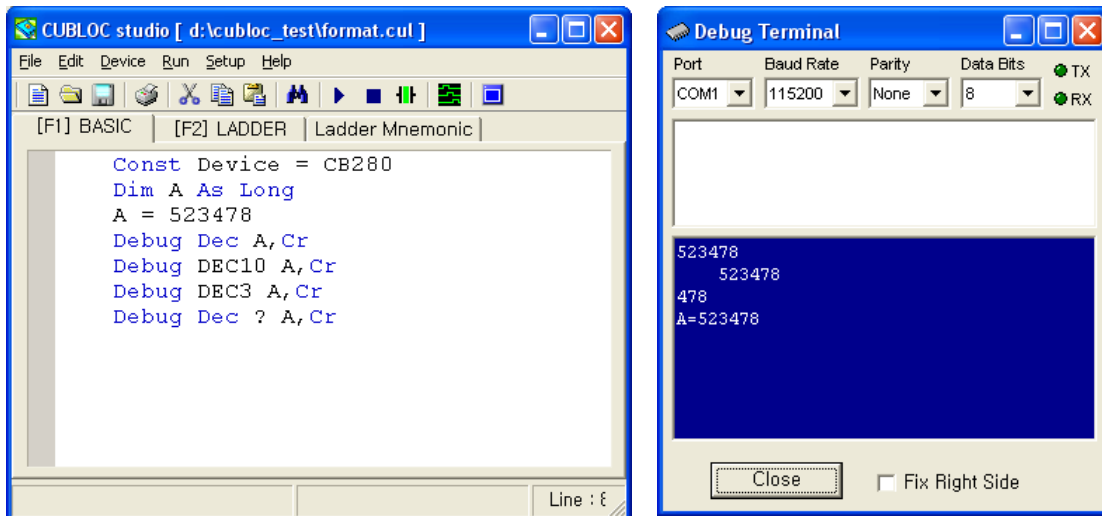 CUBLOC studio [ d:\cubloc_test\format.cul ]
File Edit Device Run Setup Help
[F1] BASIC [F2] LADDER Ladder Mnemonic
Const Device = CB280
Dim A As Long
A = 523478
Debug Dec A,Cr
Debug DEC10 A,Cr
Debug DEC3 A,Cr
Debug Dec ? A,Cr
Line :
Debug Terminal
Port Baud Rate Parity Data Bits TX
COM1 115200 None 8 RX
523478
    523478
478
A=523478
Close Fix Right Side